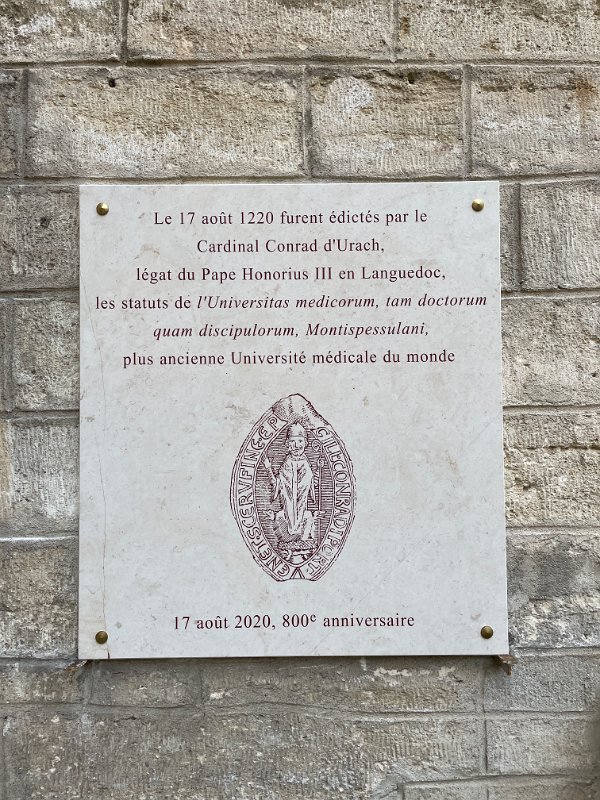 Le 17 août 1220 furent édictés par le
Cardinal Conrad d'Urach,
légat du Pape Honorius III en Languedoc,
les statuts de l'Universitas medicorum, tam doctorum
quam discipulorum, Montispessulani,
plus ancienne Université médicale du monde
17 août 2020, 800e anniversaire